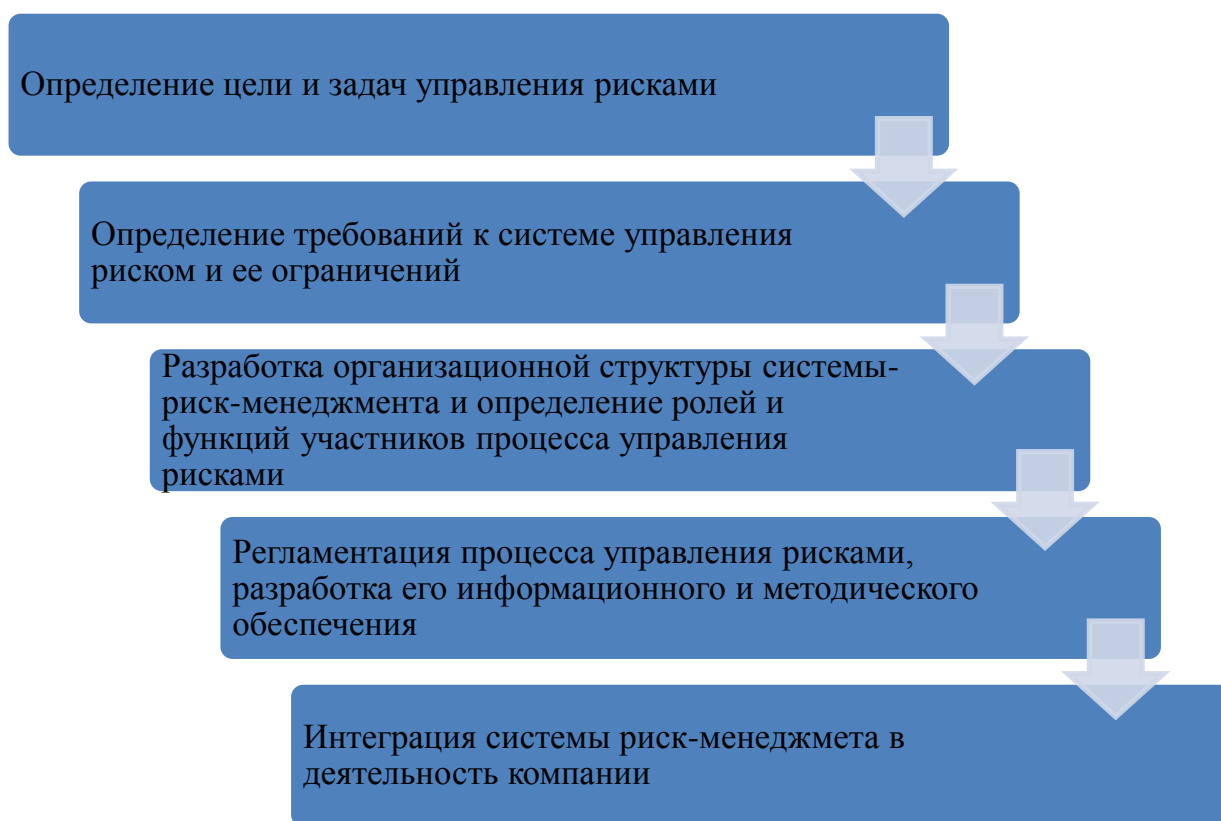 Определение цели и задач управления рисками
Определение требований к системе управления
риском и ее ограничений
Разработка организационной структуры системы-
риск-менеджмента и определение ролей и
функций участников процесса управления
рисками
Регламентация процесса управления рисками,
разработка его информационного и методического
обеспечения
Интеграция системы риск-менеджмета в
деятельность компании